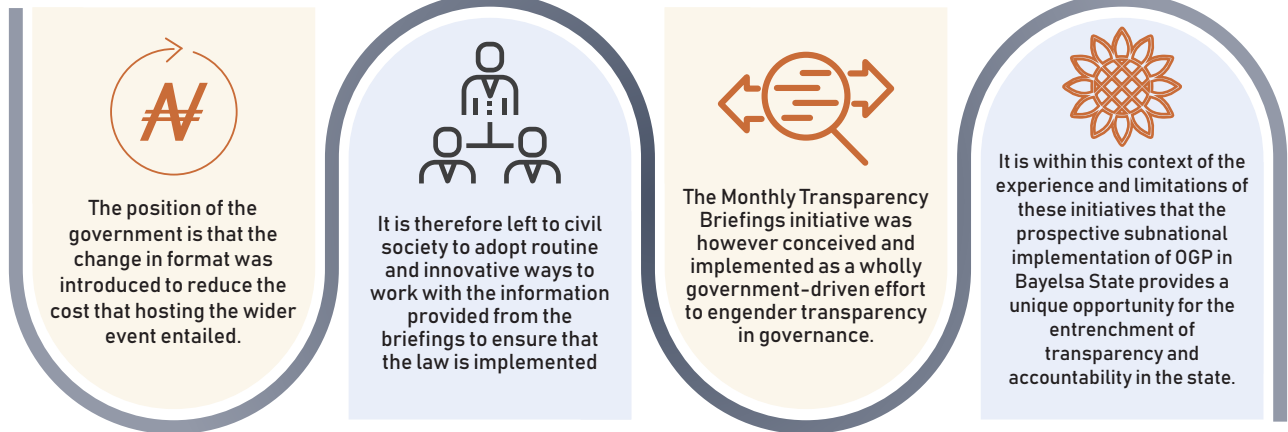 The position of the
government is that the
change in format was
introduced to reduce the
cost that hosting the wider
event entailed.
It is therefore left to civil
society to adopt routine
and innovative ways to
work with the information
provided from the
briefings to ensure that
the law is implemented
The Monthly Transparency
Briefings initiative was
however conceived and
implemented as a wholly
government-driven effort
to engender transparency
in governance.
It is within this context of the
experience and limitations of
these initiatives that the
prospective subnational
implementation of OGP in
Bayelsa State provides a
unique opportunity for the
entrenchment of
transparency and
accountability in the state.